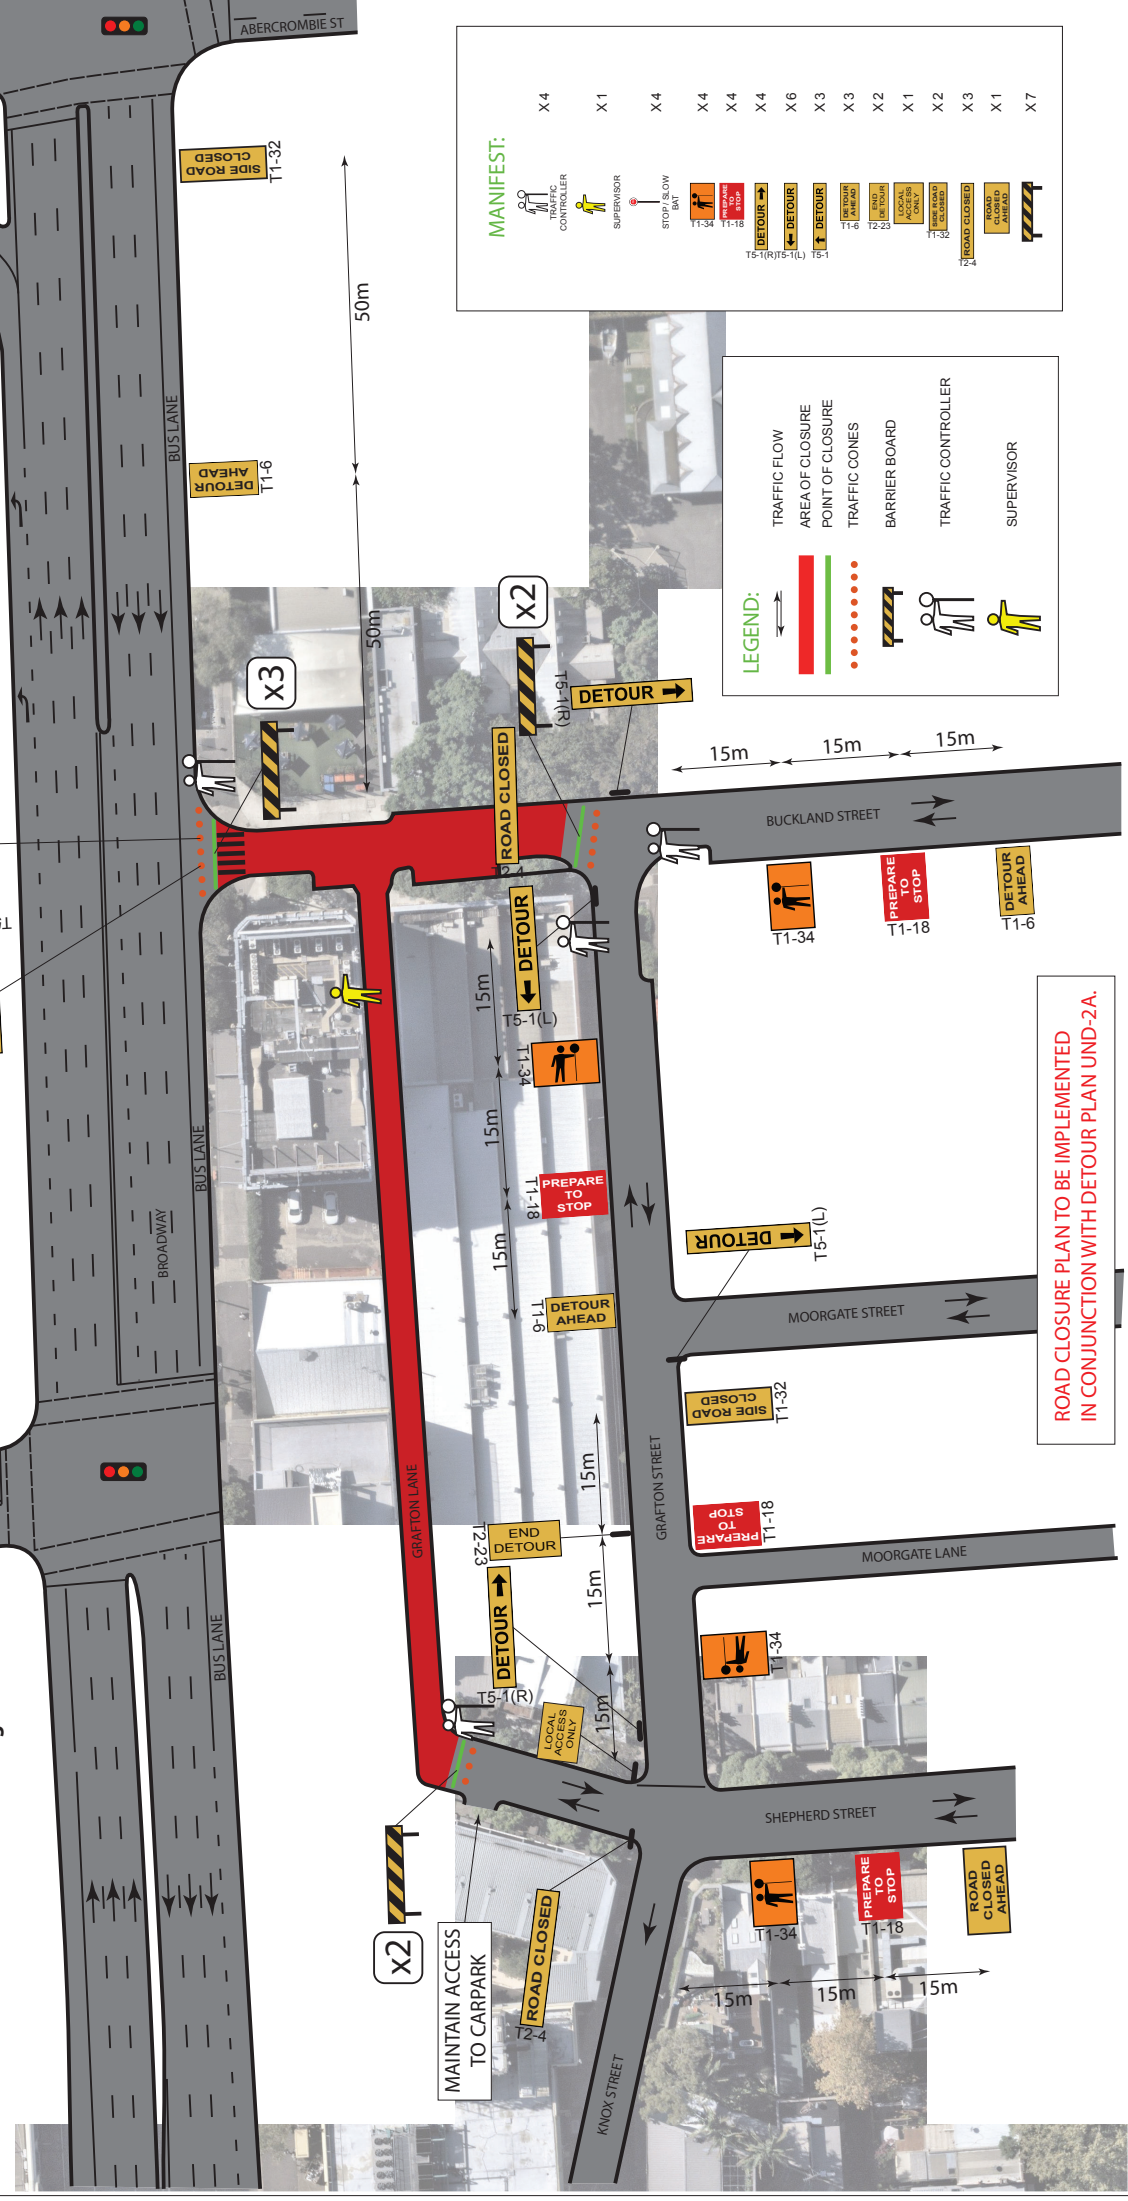 ABERCROMBIE ST
SIDE ROAD
CLOSED
T1-32
50m
BUS LANE
DETOUR
AHEAD
T1-6
50m
x3
x2
T5-1(R)
DETOUR
ROAD CLOSED
T2-4
15m
15m
15m
BUCKLAND STREET
T1-34
PREPARE
TO
STOP
T1-18
DETOUR
AHEAD
T1-6
DETOUR
T5-1(L)
15m
T1-34
15m
PREPARE
TO
STOP
T1-18
15m
DETOUR
AHEAD
T1-6
BUS LANE
BROADWAY
DETOUR
T5-1(L)
MOORGATE STREET
SIDE ROAD
CLOSED
T1-32
GRAFTON STREET
GRAFTON LANE
15m
END
DETOUR
T2-23
PREPARE
TO
STOP
T1-18
MOORGATE LANE
DETOUR
T5-1(R)
15m
T1-34
BUS LANE
LOCAL
ACCESS
ONLY
15m
SHEPHERD STREET
T1-34
PREPARE
TO
STOP
T1-18
ROAD
CLOSED
AHEAD
15m
15m
15m
x2
MAINTAIN ACCESS
TO CARPARK
ROAD CLOSED
T2-4
KNOX STREET
MANIFEST:
TRAFFIC
CONTROLLER
X 4
SUPERVISOR
X 1
STOP / SLOW
BAT
X 4
T1-34
X 4
PREPARE
TO
STOP
T1-18
X 4
DETOUR
T5-1(R)
X 4
DETOUR
T5-1(L)
X 6
DETOUR
T5-1
X 3
DETOUR
AHEAD
T1-6
X 3
END
DETOUR
T2-23
X 2
LOCAL
ACCESS
ONLY
X 1
SIDE ROAD
CLOSED
T1-32
X 2
ROAD CLOSED
T2-4
X 3
ROAD
CLOSED
AHEAD
X 1
X 7
LEGEND:
TRAFFIC FLOW
AREA OF CLOSURE
POINT OF CLOSURE
TRAFFIC CONES
BARRIER BOARD
TRAFFIC CONTROLLER
SUPERVISOR
ROAD CLOSURE PLAN TO BE IMPLEMENTED
IN CONJUNCTION WITH DETOUR PLAN UND-2A.